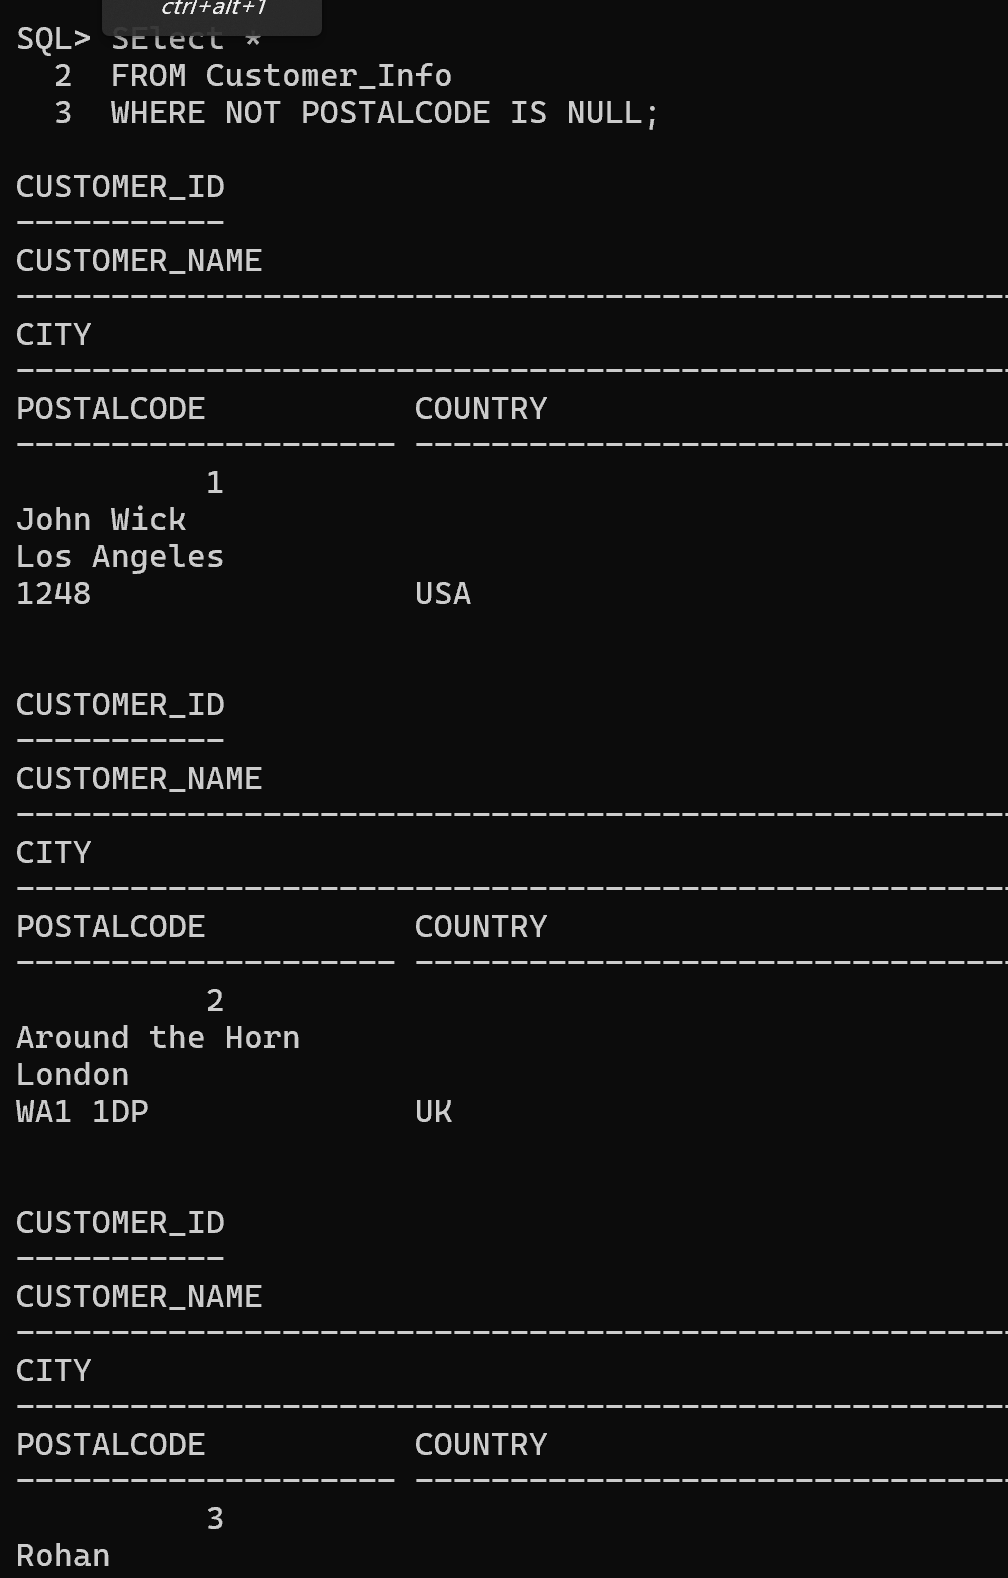 ctrl+alt+1
SQL> SElect *
  2  FROM Customer_Info
  3  WHERE NOT POSTALCODE IS NULL;

CUSTOMER_ID
-----------
CUSTOMER_NAME
----------------------------------------------------
CITY
----------------------------------------------------
POSTALCODE           COUNTRY
-------------------- -------------------------------
          1
John Wick
Los Angeles
1248                 USA


CUSTOMER_ID
-----------
CUSTOMER_NAME
----------------------------------------------------
CITY
----------------------------------------------------
POSTALCODE           COUNTRY
-------------------- -------------------------------
          2
Around the Horn
London
WA1 1DP              UK


CUSTOMER_ID
-----------
CUSTOMER_NAME
----------------------------------------------------
CITY
----------------------------------------------------
POSTALCODE           COUNTRY
-------------------- -------------------------------
          3
Rohan